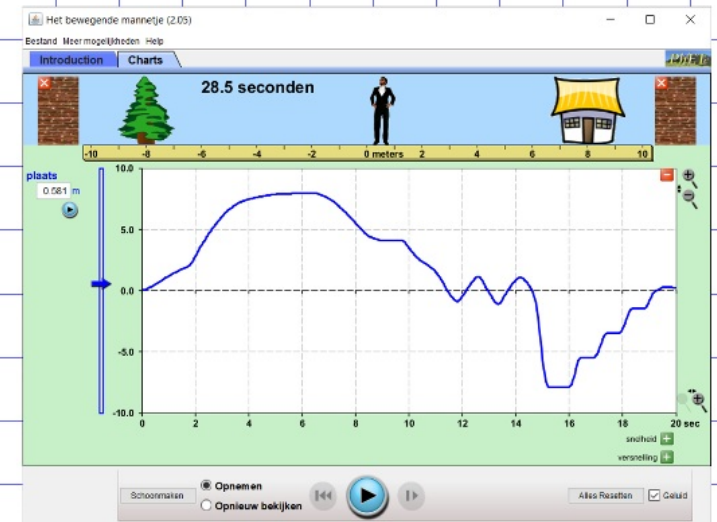 Het bewegende mannetje (2.05)
Bestand Meer mogelijkheden Help
Introduction Charts
PhET
28.5 seconden
-10 -8 -6 -4 -2 0 meters 2 4 6 8 10
plaats
0.581 m
10.0
5.0
0.0
-5.0
-10.0
0 2 4 6 8 10 12 14 16 18 20 sec
snelheid
versnelling
Schoonmaken
Opnemen
Opnieuw bekijken
Alles Resetten
Geluid